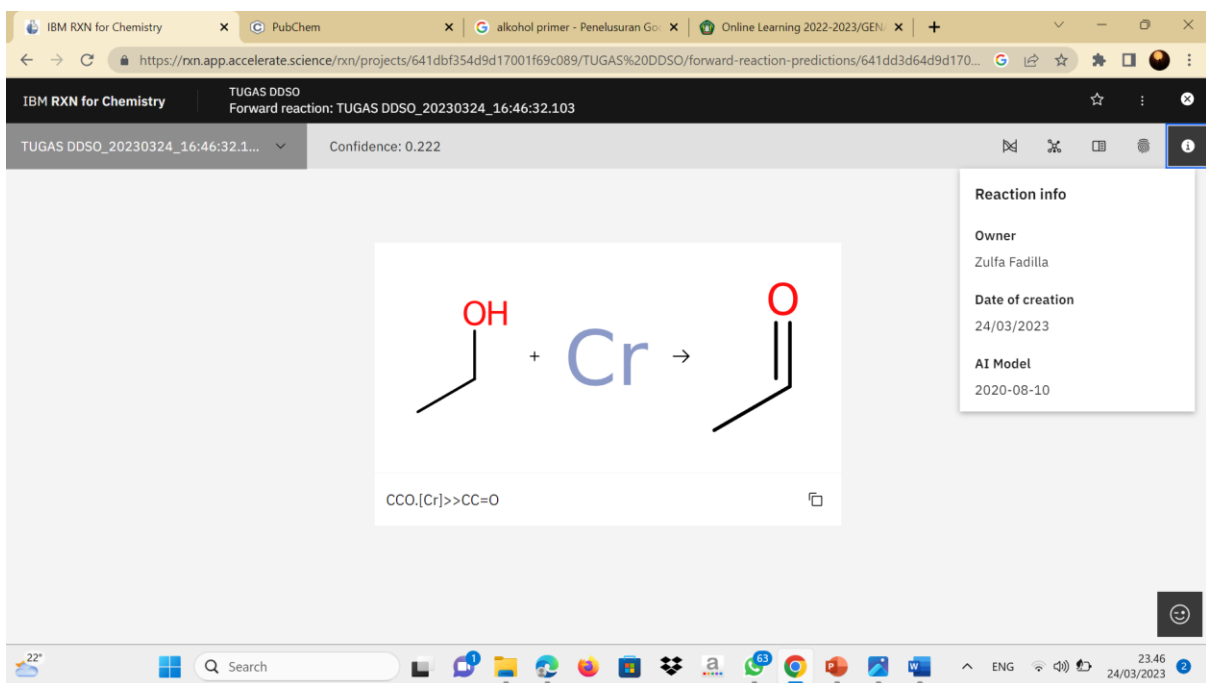 IBM RXN for Chemistry
PubChem
alkohol primer - Penelusuran Goo
Online Learning 2022-2023/GEN
https://rxn.app.accelerate.science/rxn/projects/641dbf354d9d17001f69c089/TUGAS%20DDSO/forward-reaction-predictions/641dd3d64d9d170...
IBM RXN for Chemistry
TUGAS DDSO
Forward reaction: TUGAS DDSO_20230324_16:46:32.103
TUGAS DDSO_20230324_16:46:32.1...
Confidence: 0.222
Reaction info
Owner
Zulfa Fadilla
Date of creation
24/03/2023
AI Model
2020-08-10
OH + Cr → O
CCO.[Cr]>>CC=O
22°
Search
1
a
63
ENG
23.46
24/03/2023
2